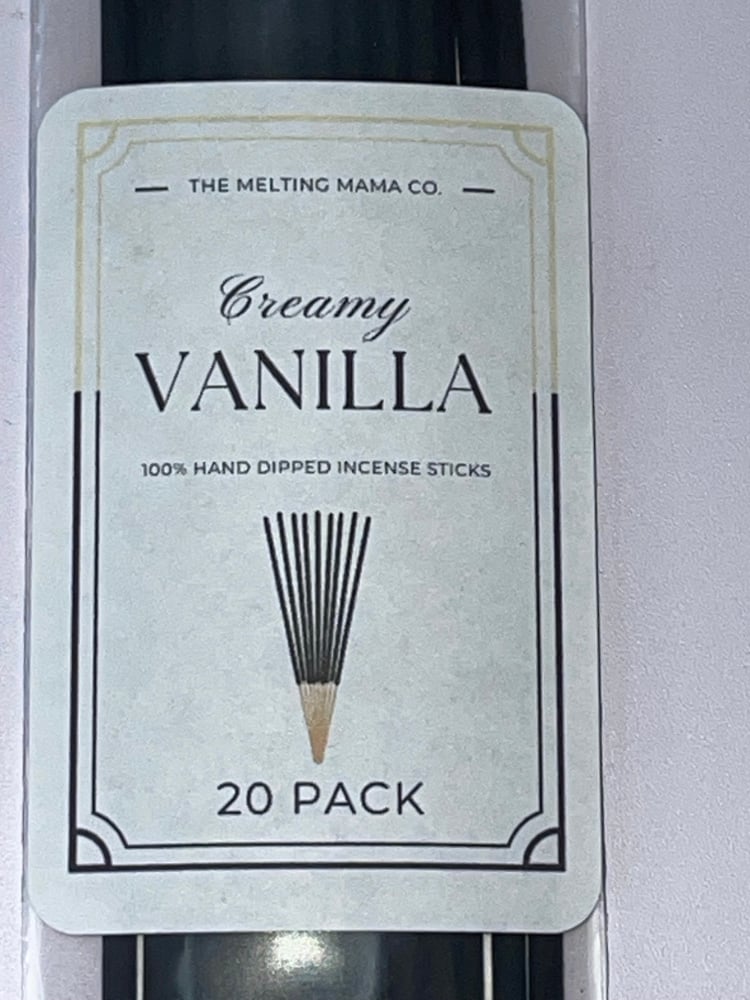 THE MELTING MAMA CO.
Creamy
VANILLA
100% HAND DIPPED INCENSE STICKS
20 PACK